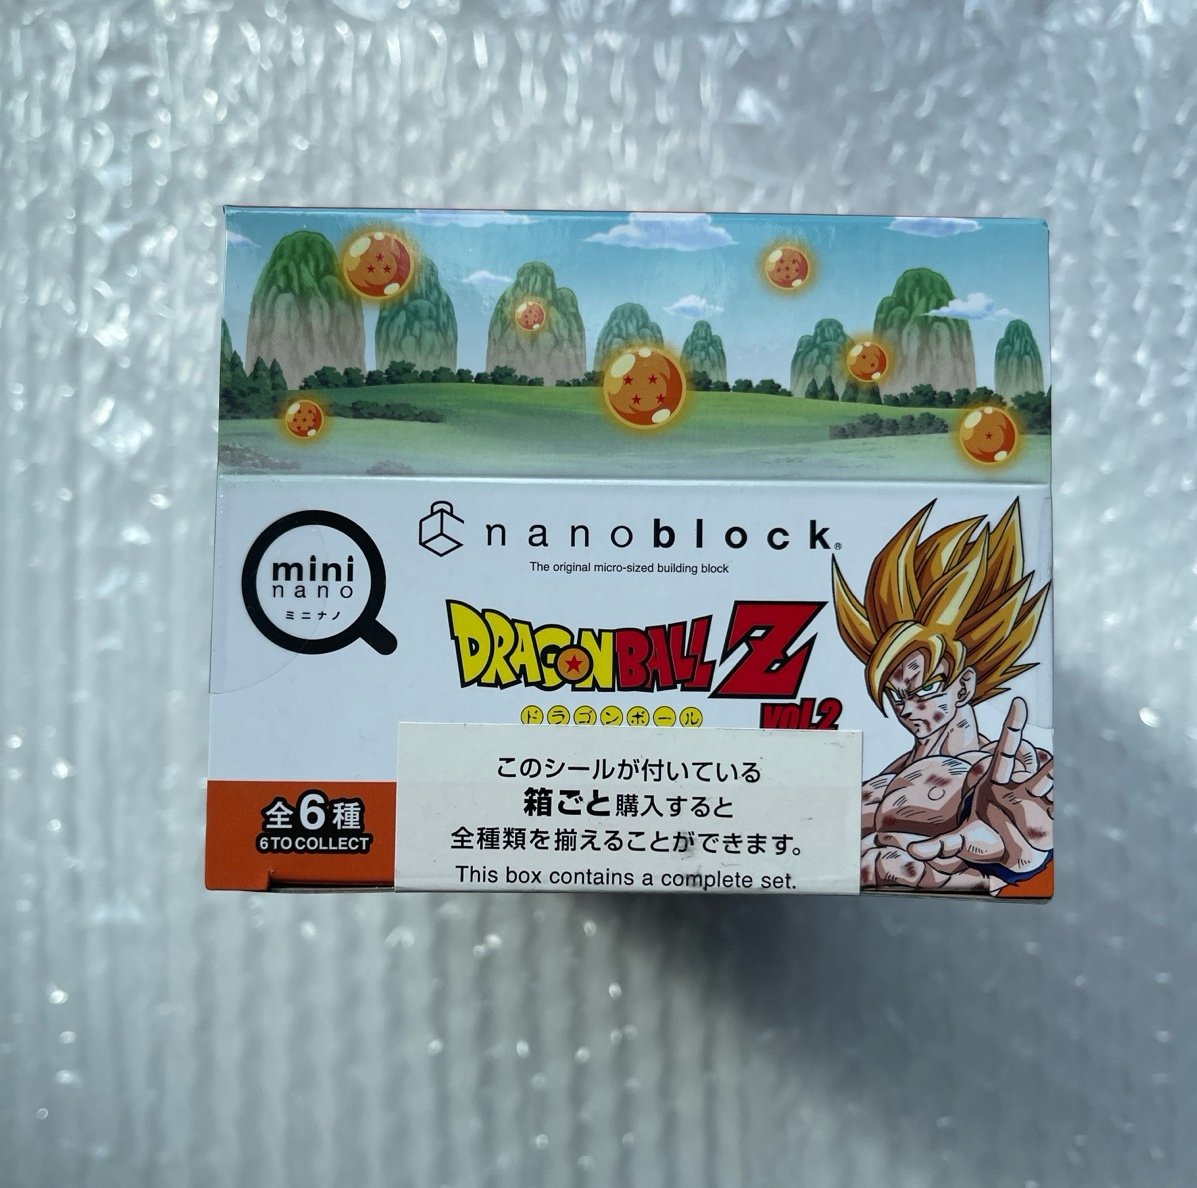 mini
nano
ミニナノ
nanoblock®
The original micro-sized building block
DRAGONBALL Z
ドラゴンボール
vol.2
全6種
6 TO COLLECT
このシールが付いている
箱ごと購入すると
全種類を揃えることができます。
This box contains a complete set.